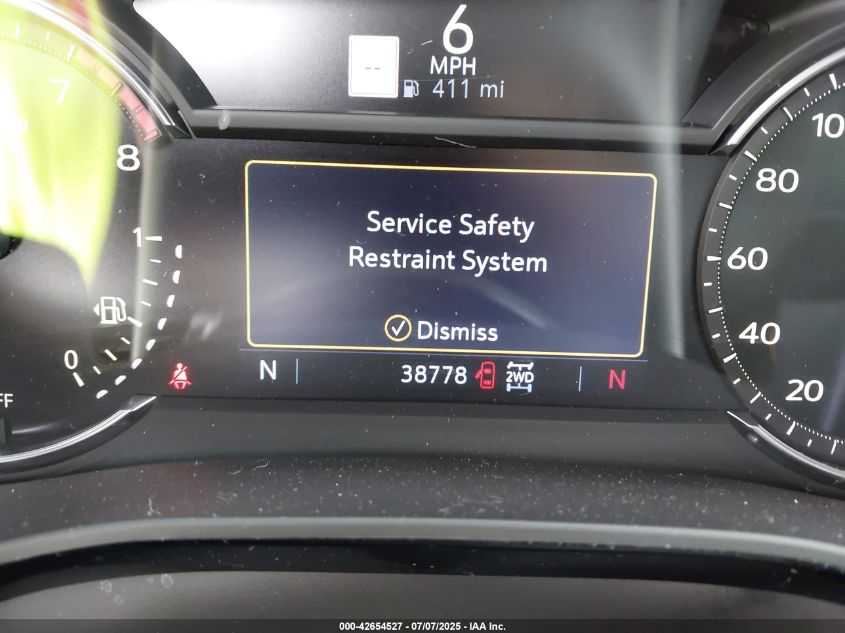 6
MPH
--
411 mi
7
8
10
80
60
40
20
1
0
FF
Service Safety
Restraint System
Dismiss
N
38778
2WD
N
000-42654527 - 07/07/2025 - IAA Inc.